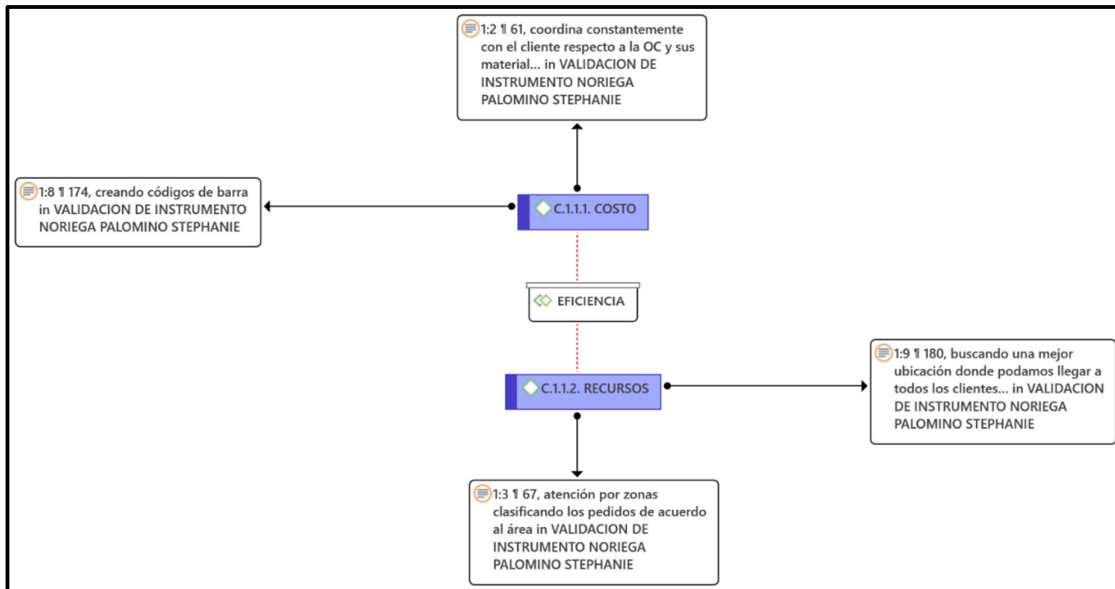 1:2 ¶ 61, coordina constantemente
con el cliente respecto a la OC y sus
material... in VALIDACION DE
INSTRUMENTO NORIEGA
PALOMINO STEPHANIE
1:8 ¶ 174, creando códigos de barra
in VALIDACION DE INSTRUMENTO
NORIEGA PALOMINO STEPHANIE
C.1.1.1. COSTO
EFICIENCIA
C.1.1.2. RECURSOS
1:9 ¶ 180, buscando una mejor
ubicación donde podamos llegar a
todos los clientes... in VALIDACION
DE INSTRUMENTO NORIEGA
PALOMINO STEPHANIE
1:3 ¶ 67, atención por zonas
clasificando los pedidos de acuerdo
al área in VALIDACION DE
INSTRUMENTO NORIEGA
PALOMINO STEPHANIE